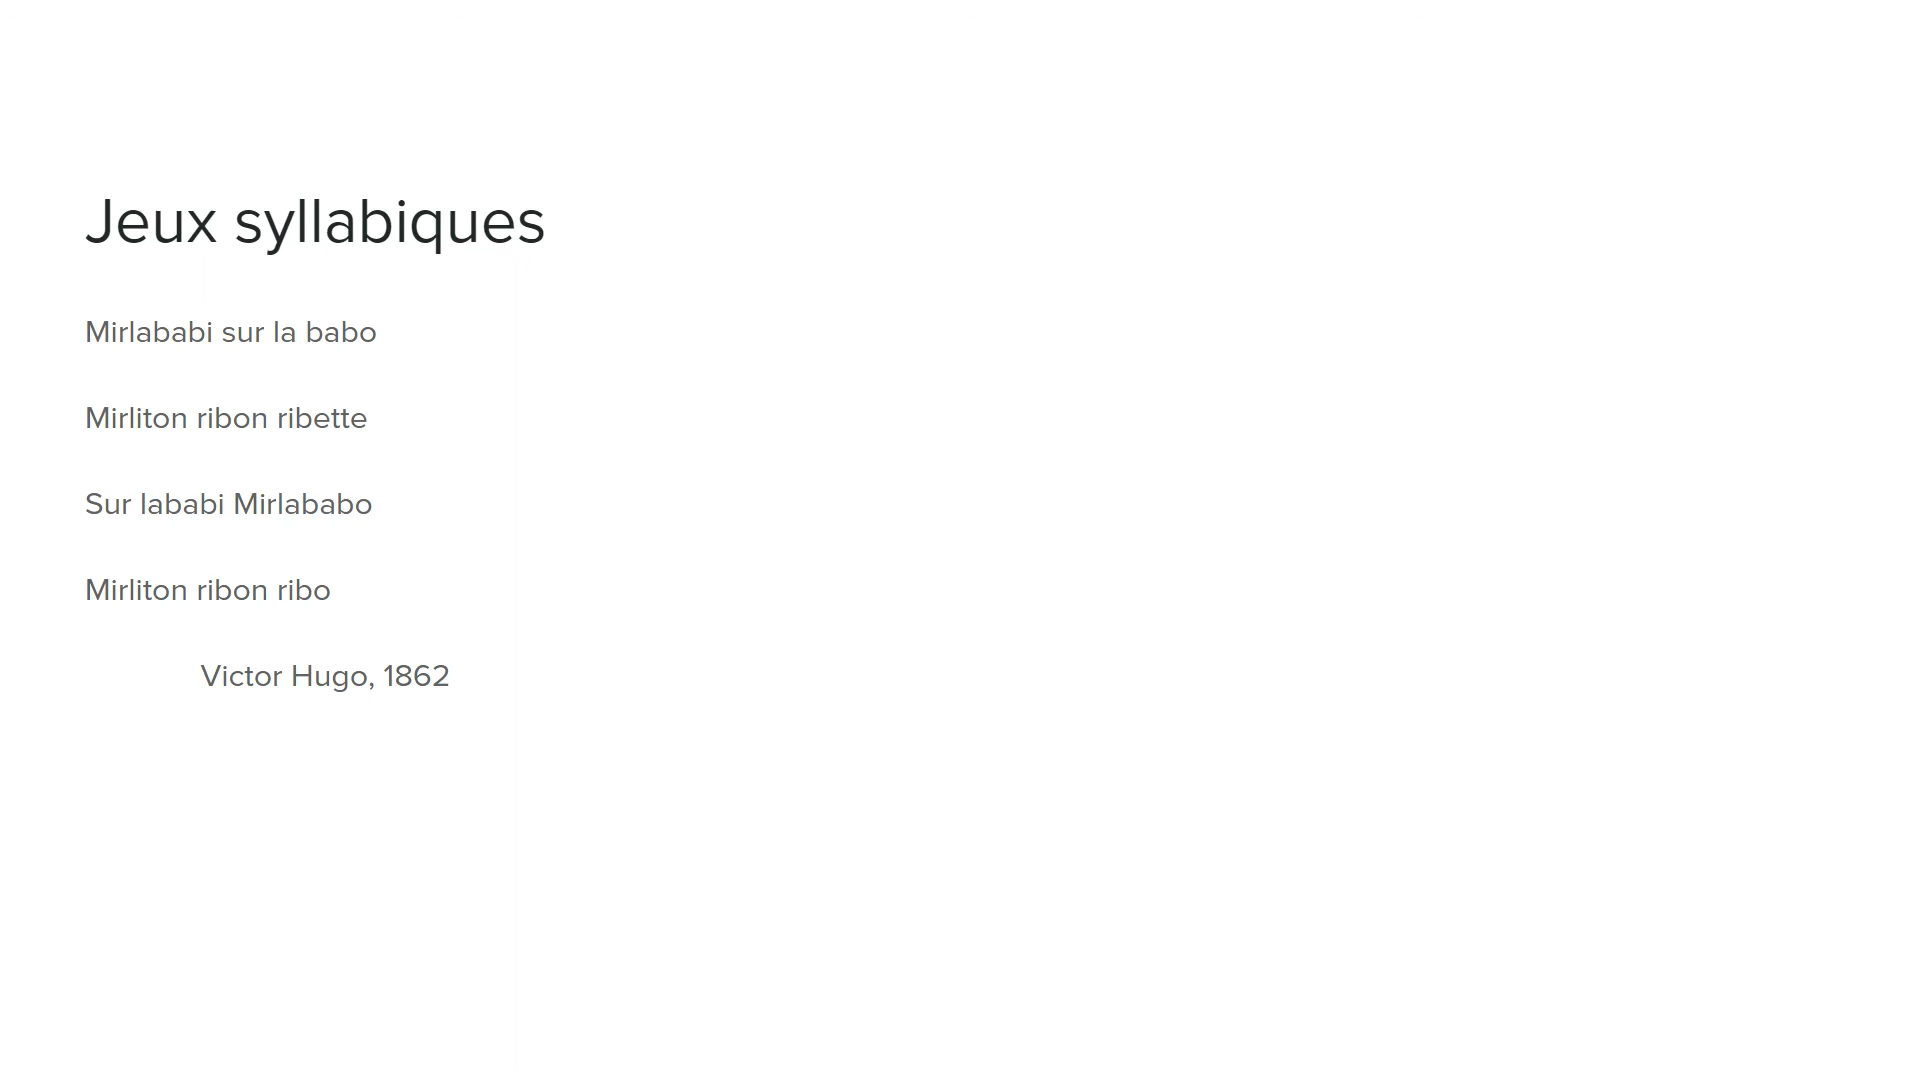 Jeux syllabiques
Mirlababi sur la babo
Mirliton ribon ribette
Sur lababi Mirlababo
Mirliton ribon ribo
Victor Hugo, 1862